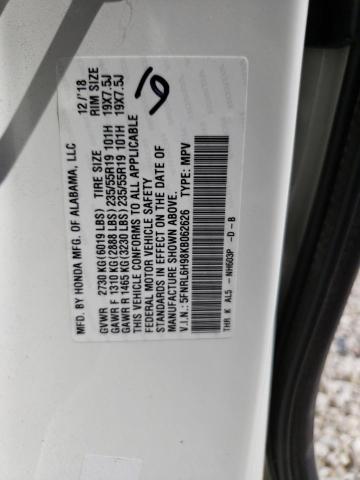 MFD. BY HONDA MFG. OF ALABAMA, LLC 12/'18
TIRE SIZE RIM SIZE
GVWR 2730 KG(6019 LBS)
GAWR F 1310 KG(2888 LBS) 235/55R19 101H 19X7.5J
GAWR R 1465 KG(3230 LBS) 235/55R19 101H 19X7.5J
THIS VEHICLE CONFORMS TO ALL APPLICABLE
FEDERAL MOTOR VEHICLE SAFETY
STANDARDS IN EFFECT ON THE DATE OF
MANUFACTURE SHOWN ABOVE.
V.I.N.: 5FNRL6H98KB062626 TYPE: MPV
THR K AL5 -NH603P -D-B